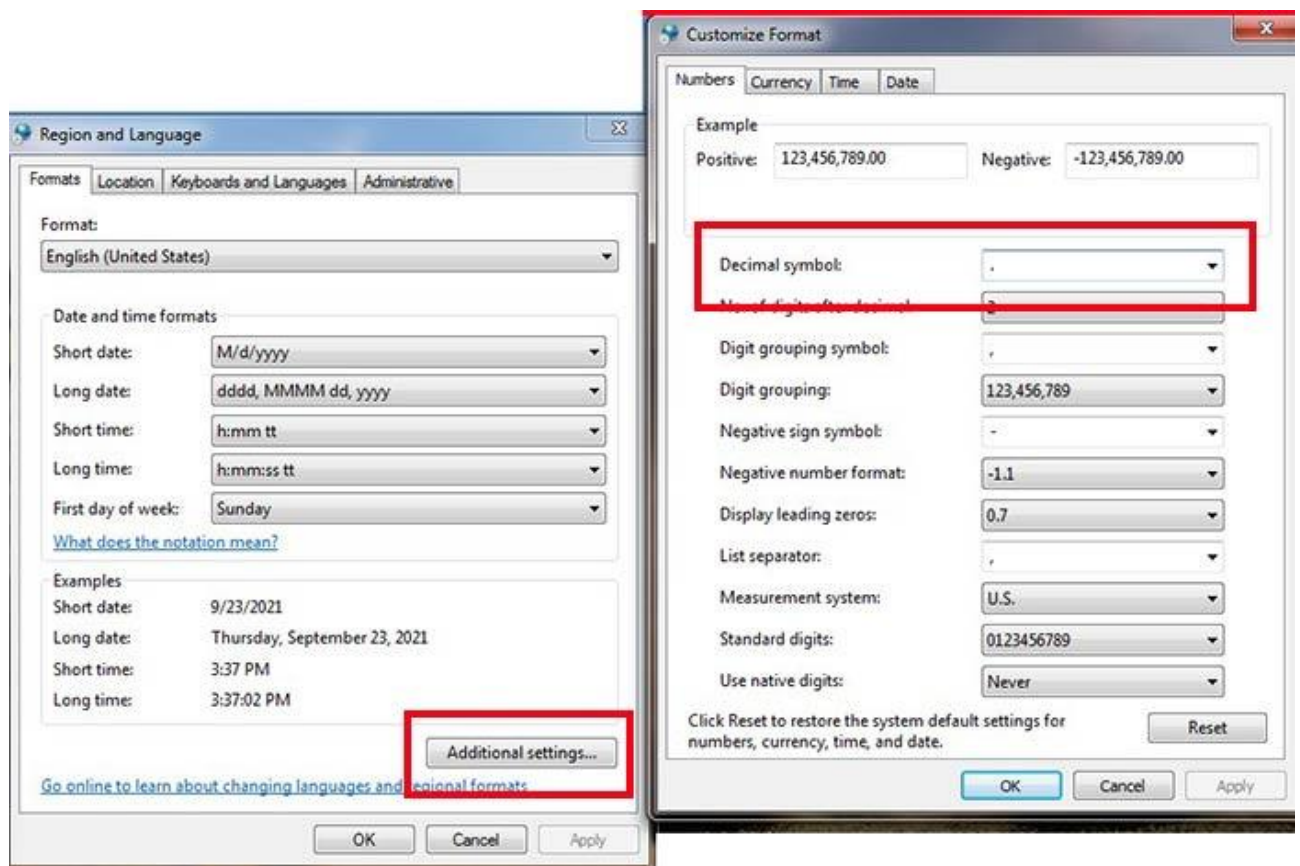 Region and Language
Formats Location Keyboards and Languages Administrative
Format:
English (United States)
Date and time formats
Short date: M/d/yyyy
Long date: dddd, MMMM dd, yyyy
Short time: h:mm tt
Long time: h:mm:ss tt
First day of week: Sunday
What does the notation mean?
Examples
Short date: 9/23/2021
Long date: Thursday, September 23, 2021
Short time: 3:37 PM
Long time: 3:37:02 PM
Additional settings...
Go online to learn about changing languages and regional formats
OK Cancel Apply
Customize Format
Numbers Currency Time Date
Example
Positive: 123,456,789.00 Negative: -123,456,789.00
Decimal symbol: .
No. of digits after decimal: 2
Digit grouping symbol: ,
Digit grouping: 123,456,789
Negative sign symbol: -
Negative number format: -1.1
Display leading zeros: 0.7
List separator: ,
Measurement system: U.S.
Standard digits: 0123456789
Use native digits: Never
Click Reset to restore the system default settings for
numbers, currency, time, and date.
Reset
OK Cancel Apply